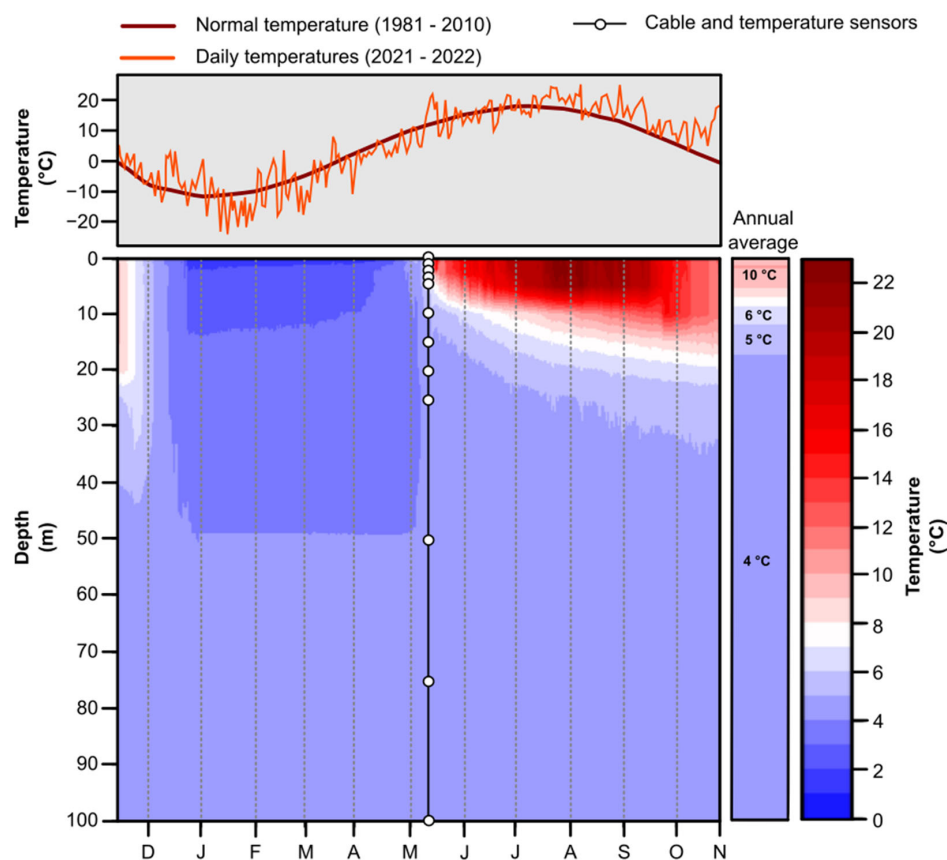 Normal temperature (1981 - 2010)
Cable and temperature sensors
Daily temperatures (2021 - 2022)
Temperature
(°C)
20
10
0
−10
−20
Annual
average
Depth
(m)
0
10
20
30
40
50
60
70
80
90
100
D J F M A M J J A S O N
10 °C
6 °C
5 °C
4 °C
22
20
18
16
14
12
10
8
6
4
2
0
Temperature
(°C)